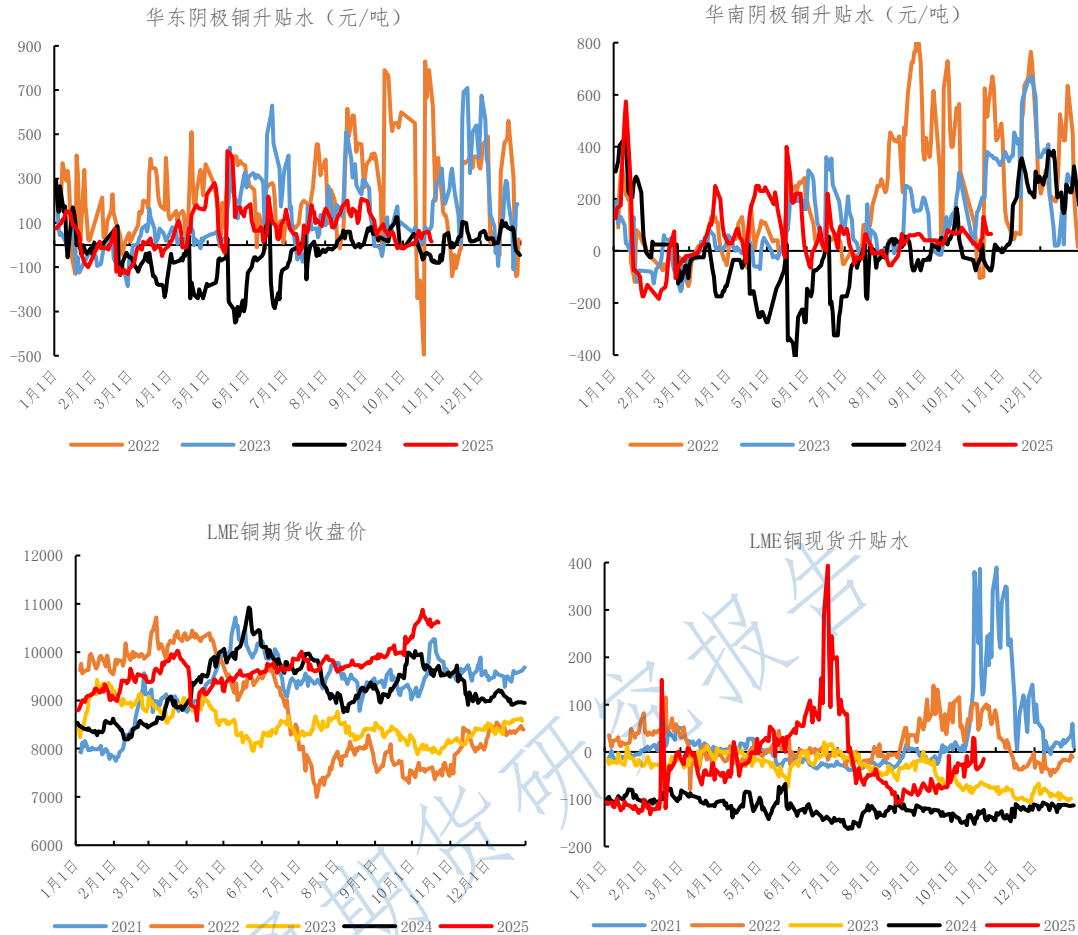 华东阴极铜升贴水（元/吨）
900
700
500
300
100
-100
-300
-500
1月1日
2月1日
3月1日
4月1日
5月1日
6月1日
7月1日
8月1日
9月1日
10月1日
11月1日
12月1日
2022 2023 2024 2025
华南阴极铜升贴水（元/吨）
800
600
400
200
0
-200
-400
1月1日
2月1日
3月1日
4月1日
5月1日
6月1日
7月1日
8月1日
9月1日
10月1日
11月1日
12月1日
2022 2023 2024 2025
LME铜期货收盘价
12000
11000
10000
9000
8000
7000
6000
1月1日
2月1日
3月1日
4月1日
5月1日
6月1日
7月1日
8月1日
9月1日
10月1日
11月1日
12月1日
2021 2022 2023 2024 2025
LME铜现货升贴水
400
300
200
100
0
-100
-200
1月1日
2月1日
3月1日
4月1日
5月1日
6月1日
7月1日
8月1日
9月1日
10月1日
11月1日
12月1日
2021 2022 2023 2024 2025
期货研究报告